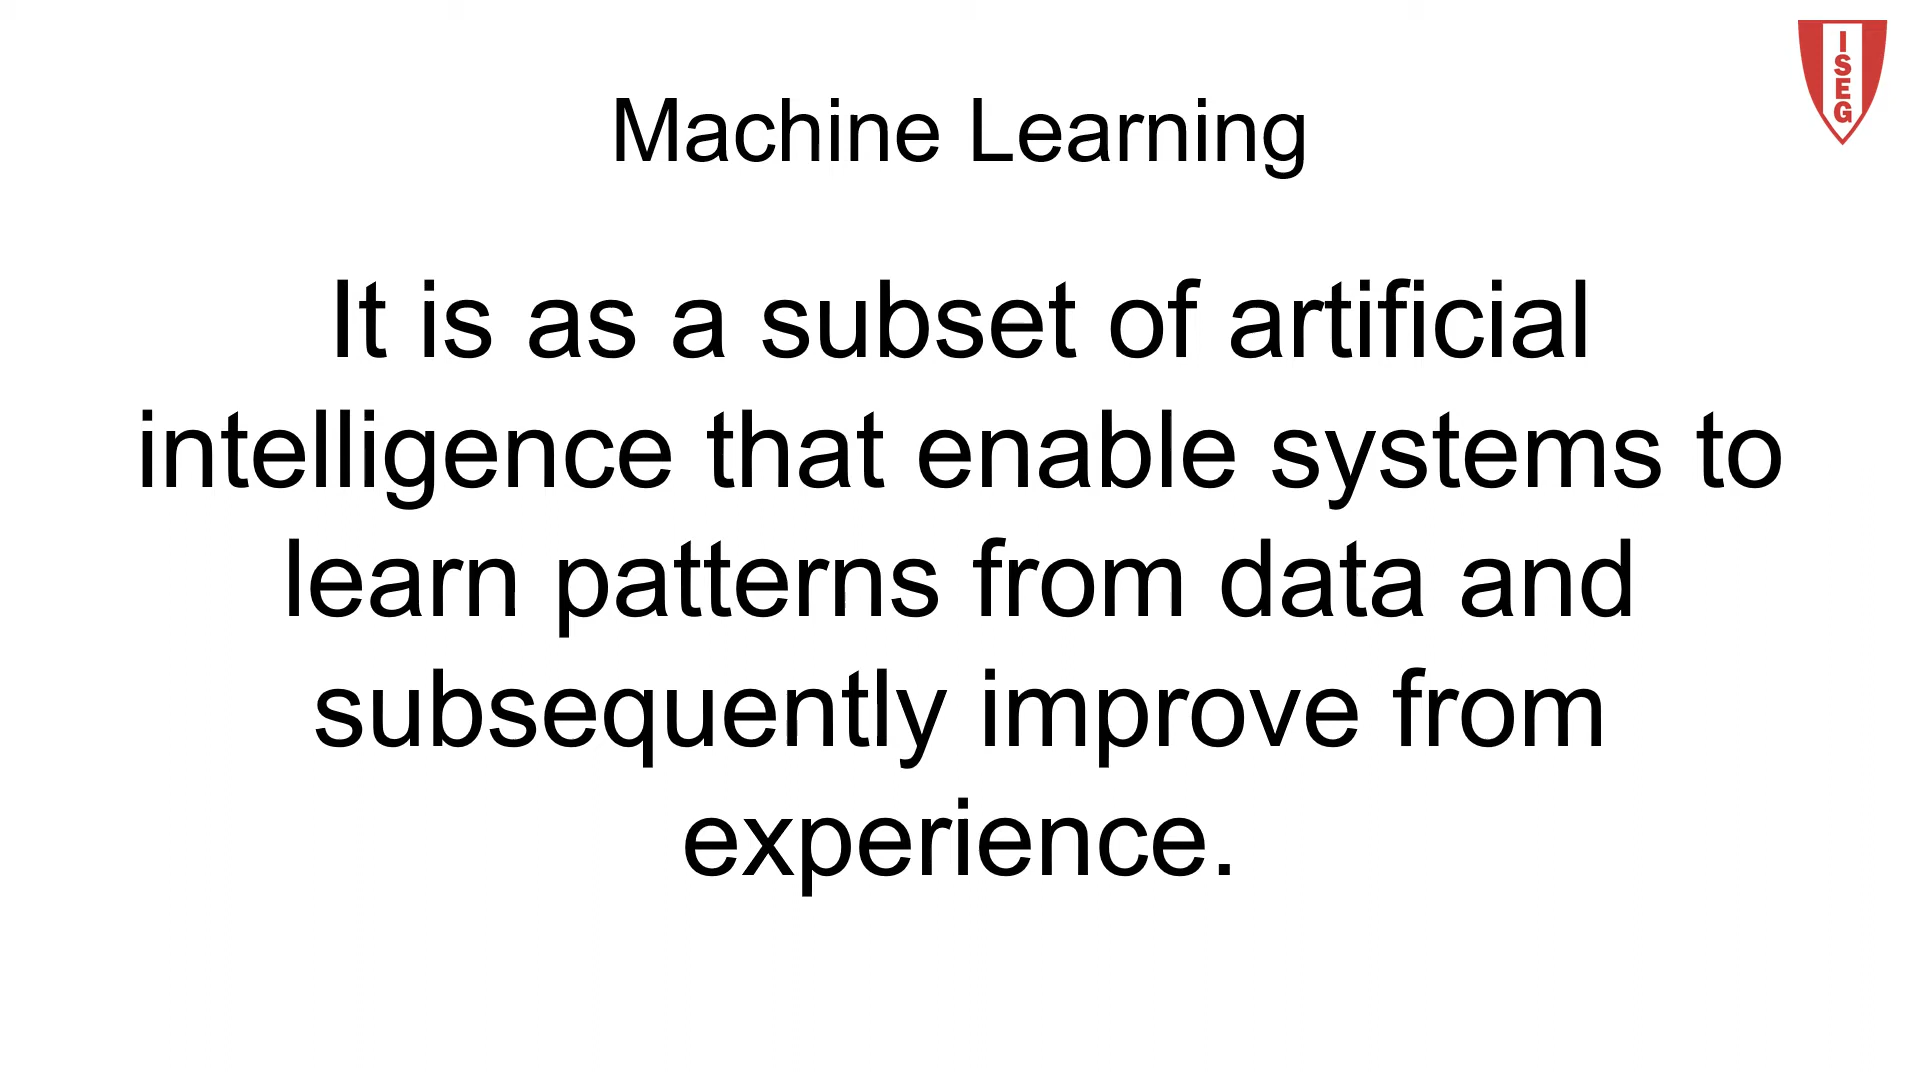 Machine Learning
ISEG
It is as a subset of artificial
intelligence that enable systems to
learn patterns from data and
subsequently improve from
experience.